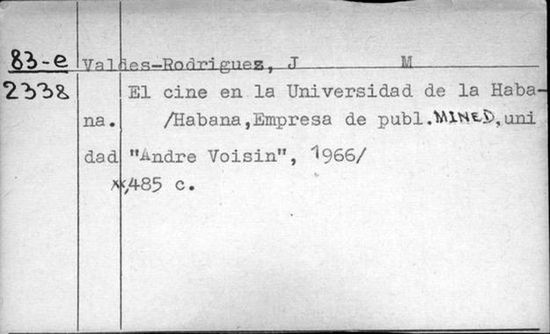 83-e
2338
Valdes-Rodriguez, J M
El cine en la Universidad de la Haba-
na. /Habana,Empresa de publ.MINED,uni
dad "Andre Voisin", 1966/
485 c.